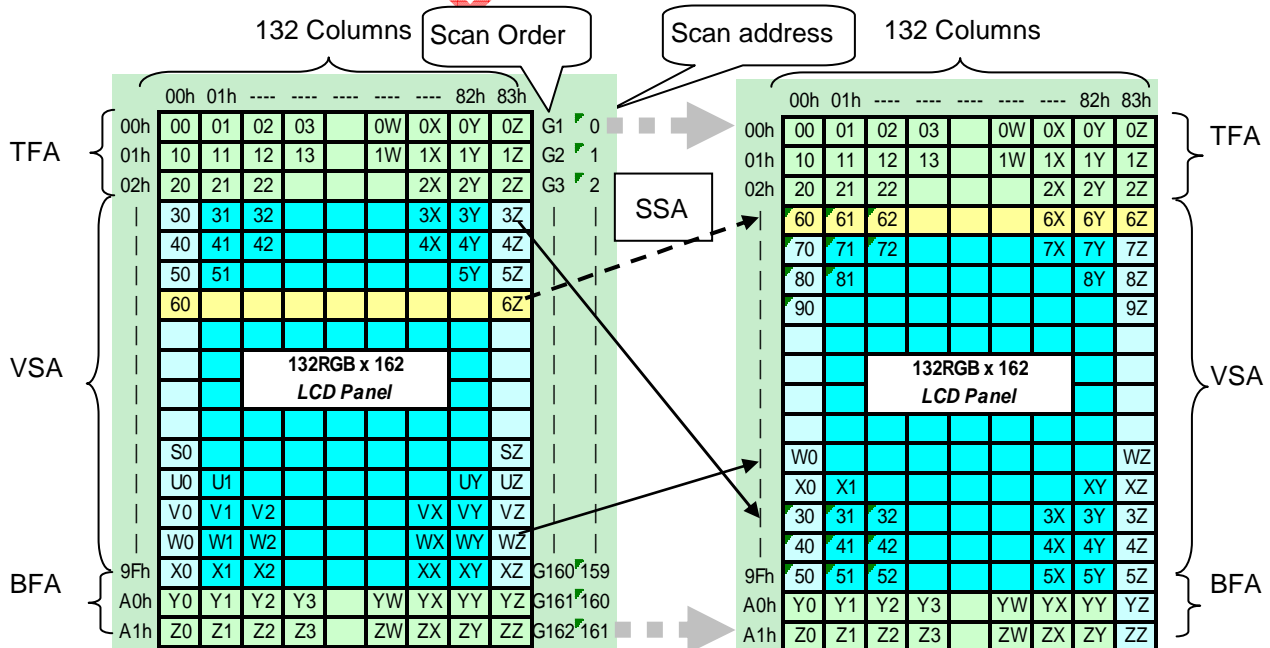 132 Columns Scan Order Scan address 132 Columns
00h 01h ---- ---- ---- ---- ---- 82h 83h 00h 01h ---- ---- ---- ---- ---- 82h 83h
00h 00 01 02 03 0W 0X 0Y 0Z G1 0 00h 00 01 02 03 0W 0X 0Y 0Z
TFA 01h 10 11 12 13 1W 1X 1Y 1Z G2 1 01h 10 11 12 13 1W 1X 1Y 1Z TFA
02h 20 21 22 2X 2Y 2Z G3 2 02h 20 21 22 2X 2Y 2Z
30 31 32 3X 3Y 3Z SSA 60 61 62 6X 6Y 6Z
40 41 42 4X 4Y 4Z 70 71 72 7X 7Y 7Z
50 51 5Y 5Z 80 81 8Y 8Z
60 6Z 90 9Z
VSA 132RGB x 162 132RGB x 162 VSA
LCD Panel LCD Panel
S0 SZ W0 WZ
U0 U1 UY UZ X0 X1 XY XZ
V0 V1 V2 VX VY VZ 30 31 32 3X 3Y 3Z
W0 W1 W2 WX WY WZ 40 41 42 4X 4Y 4Z
9Fh X0 X1 X2 XX XY XZ G160 159 9Fh 50 51 52 5X 5Y 5Z
BFA A0h Y0 Y1 Y2 Y3 YW YX YY YZ G161 160 A0h Y0 Y1 Y2 Y3 YW YX YY YZ BFA
A1h Z0 Z1 Z2 Z3 ZW ZX ZY ZZ G162 161 A1h Z0 Z1 Z2 Z3 ZW ZX ZY ZZ